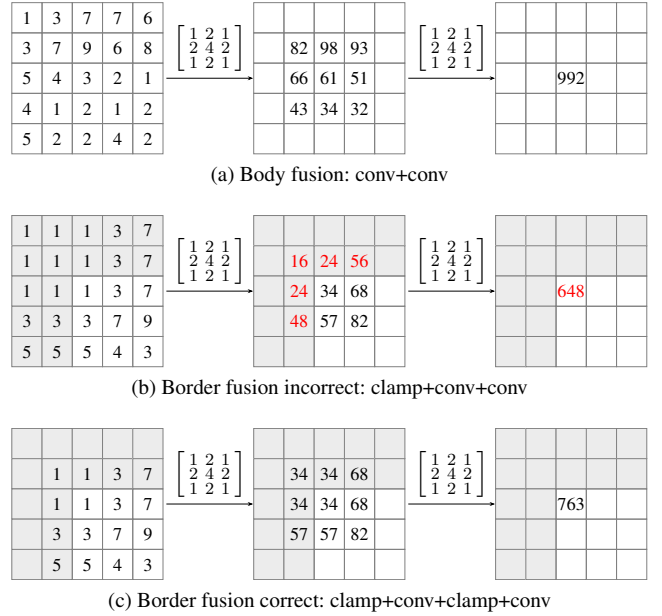 1 3 7 7 6
3 7 9 6 8
5 4 3 2 1
4 1 2 1 2
5 2 2 4 2
[1 2 1
2 4 2
1 2 1]
82 98 93
66 61 51
43 34 32
[1 2 1
2 4 2
1 2 1]
992
(a) Body fusion: conv+conv
1 1 1 3 7
1 1 1 3 7
1 1 1 3 7
3 3 3 7 9
5 5 5 4 3
[1 2 1
2 4 2
1 2 1]
16 24 56
24 34 68
48 57 82
[1 2 1
2 4 2
1 2 1]
648
(b) Border fusion incorrect: clamp+conv+conv
1 1 3 7
1 1 3 7
3 3 7 9
5 5 4 3
[1 2 1
2 4 2
1 2 1]
34 34 68
34 34 68
57 57 82
[1 2 1
2 4 2
1 2 1]
763
(c) Border fusion correct: clamp+conv+clamp+conv